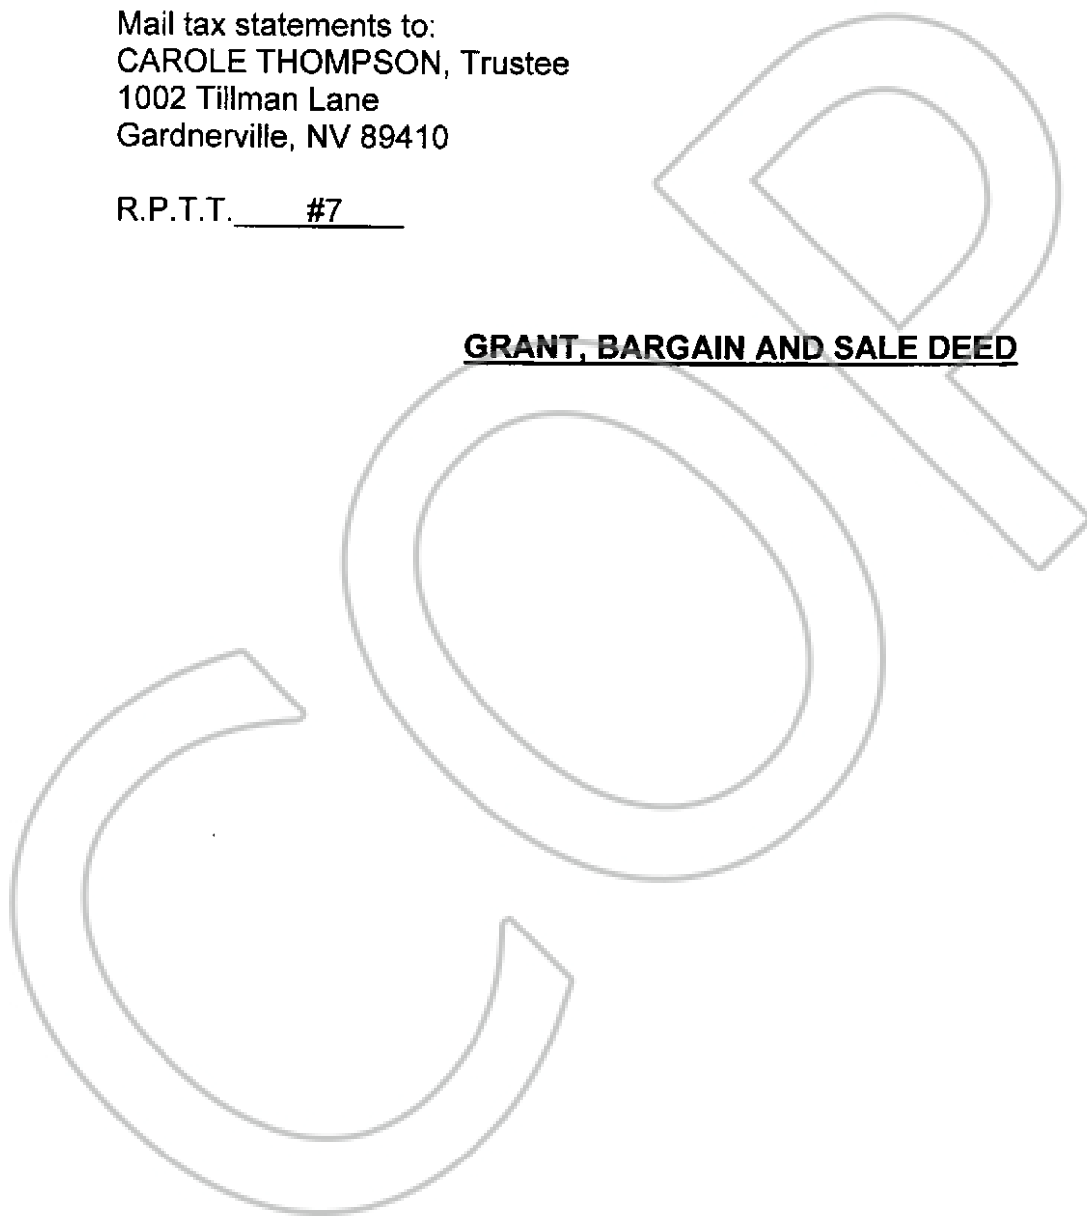 Mail tax statements to:
CAROLE THOMPSON, Trustee
1002 Tillman Lane
Gardnerville, NV 89410
R.P.T.T. #7
GRANT, BARGAIN AND SALE DEED
COP